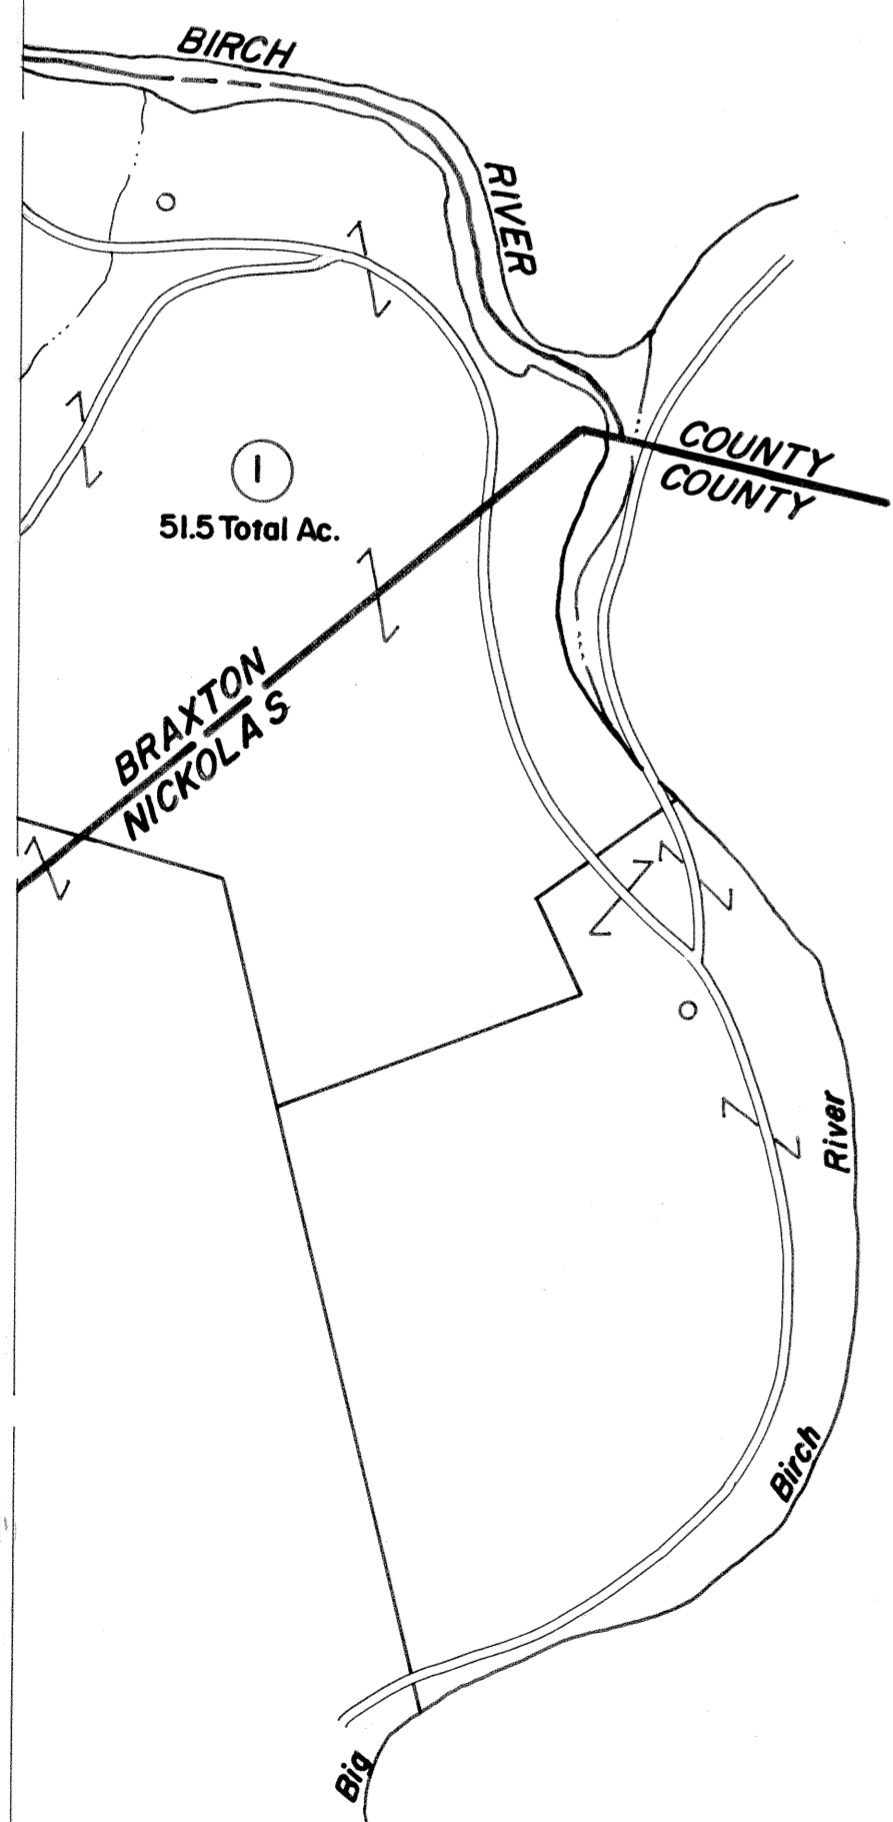 BIRCH
RIVER
COUNTY
COUNTY
1
51.5 Total Ac.
BRAXTON
NICKOLAS
River
Birch
Big